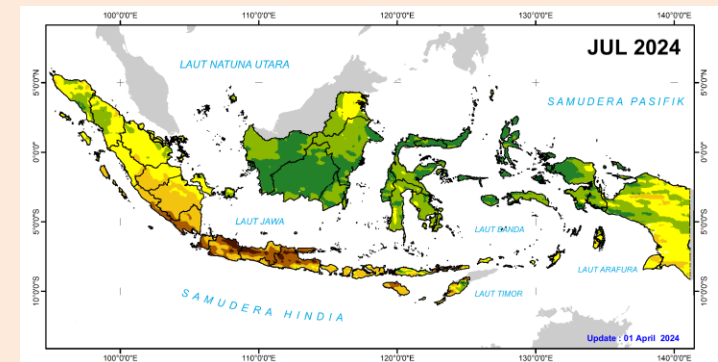 100°0'0"E 110°0'0"E 120°0'0"E 130°0'0"E 140°0'0"E
JUL 2024
LAUT NATUNA UTARA
5°0'0"N 5°0'0"N
SAMUDERA PASIFIK
0°0'0" 0°0'0"
LAUT JAWA
LAUT BANDA
5°0'0"S 5°0'0"S
LAUT ARAFURA
SAMUDERA HINDIA
LAUT TIMOR
10°0'0"S 10°0'0"S
Update : 01 April 2024
100°0'0"E 110°0'0"E 120°0'0"E 130°0'0"E 140°0'0"E